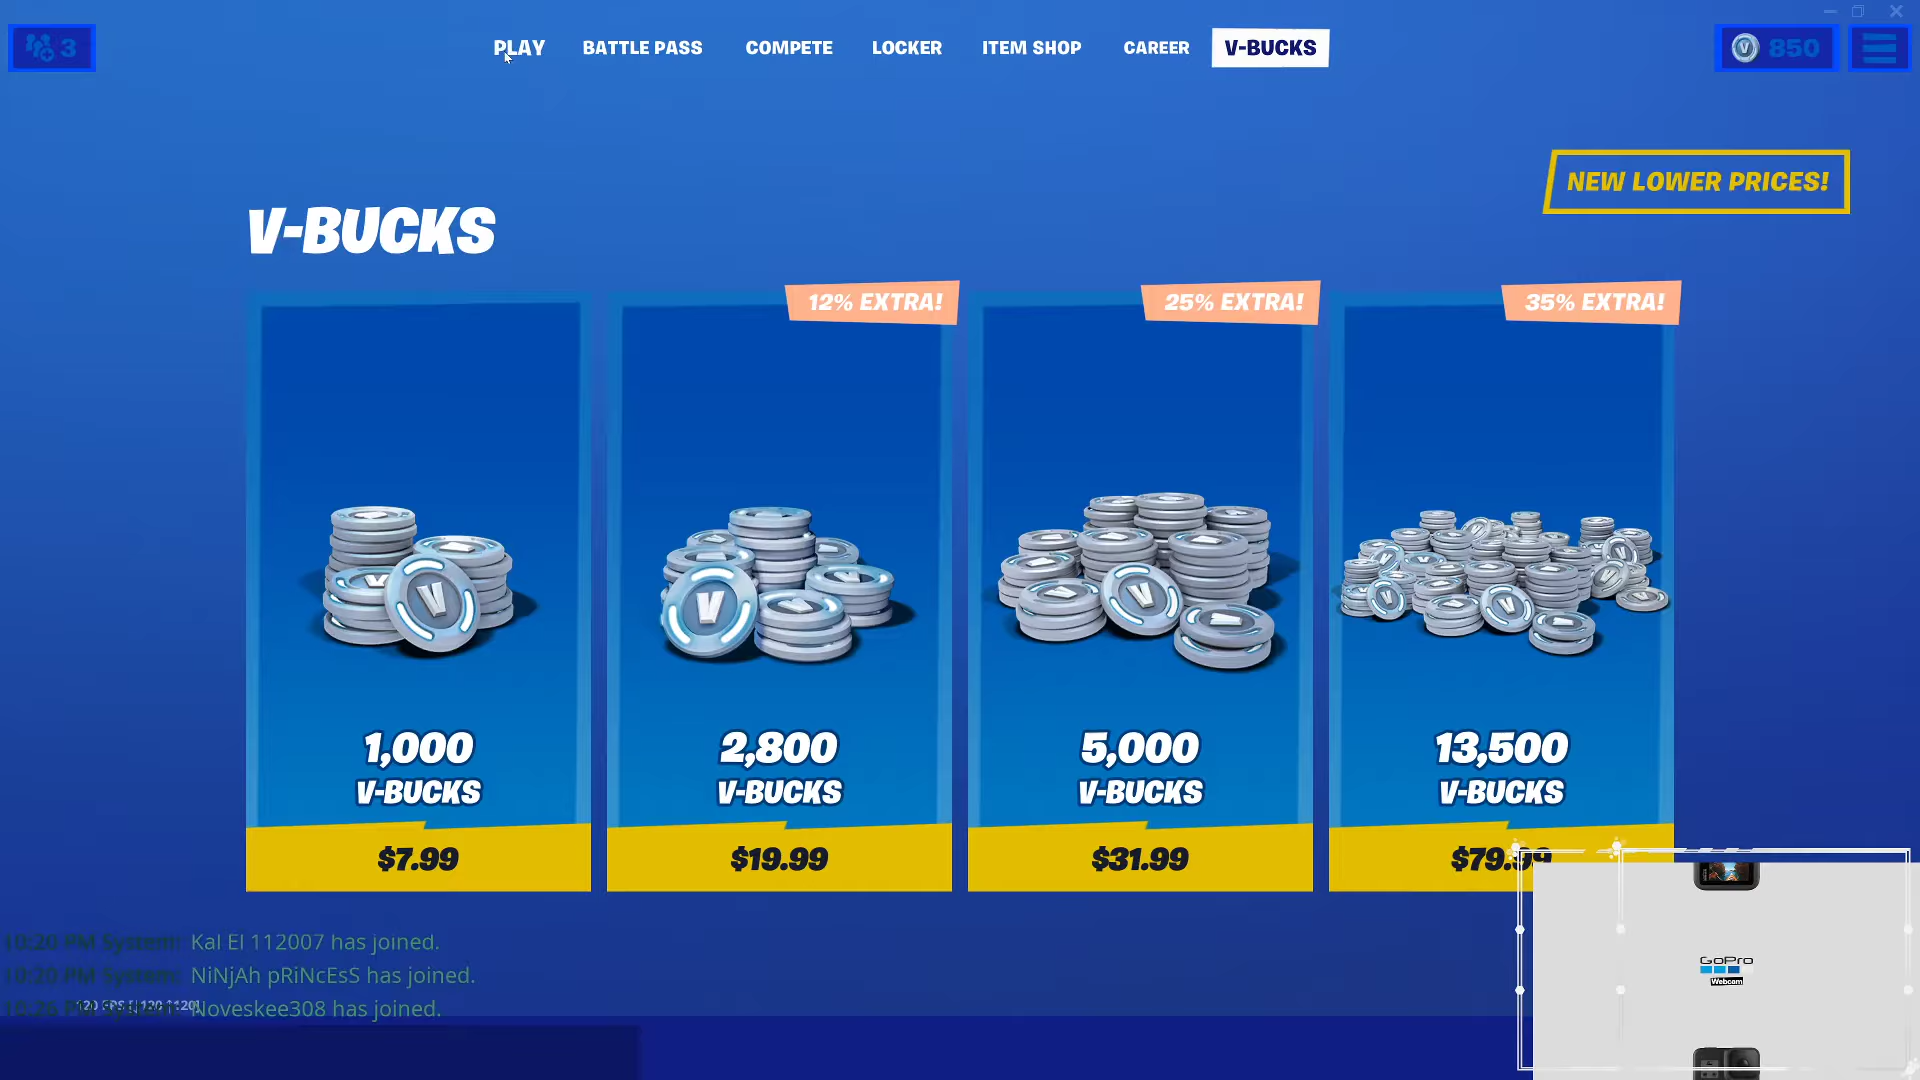 3
PLAY
BATTLE PASS
COMPETE
LOCKER
ITEM SHOP
CAREER
V-BUCKS
850
NEW LOWER PRICES!
V-BUCKS
12% EXTRA!
25% EXTRA!
35% EXTRA!
1,000
V-BUCKS
$7.99
2,800
V-BUCKS
$19.99
5,000
V-BUCKS
$31.99
13,500
V-BUCKS
$79.99
10:20 PM System: Kal El 112007 has joined.
10:20 PM System: NiNjAh pRiNcEsS has joined.
System: Noveskee308 has joined.
GoPro
Webcam